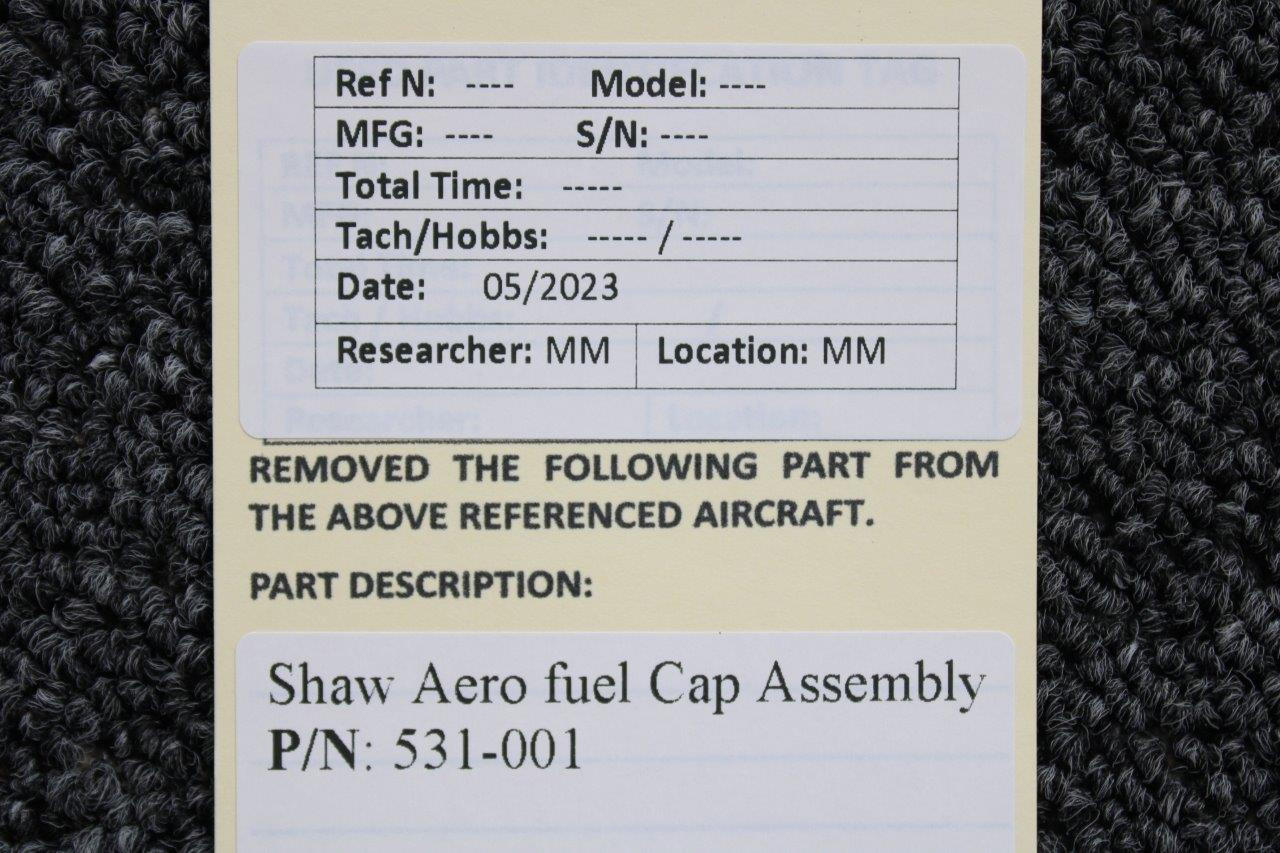 Ref N: ---- Model: ----
MFG: ---- S/N: ----
Total Time: -----
Tach/Hobbs: ----- / -----
Date: 05/2023
Researcher: MM Location: MM
REMOVED THE FOLLOWING PART FROM
THE ABOVE REFERENCED AIRCRAFT.
PART DESCRIPTION:
Shaw Aero fuel Cap Assembly
P/N: 531-001